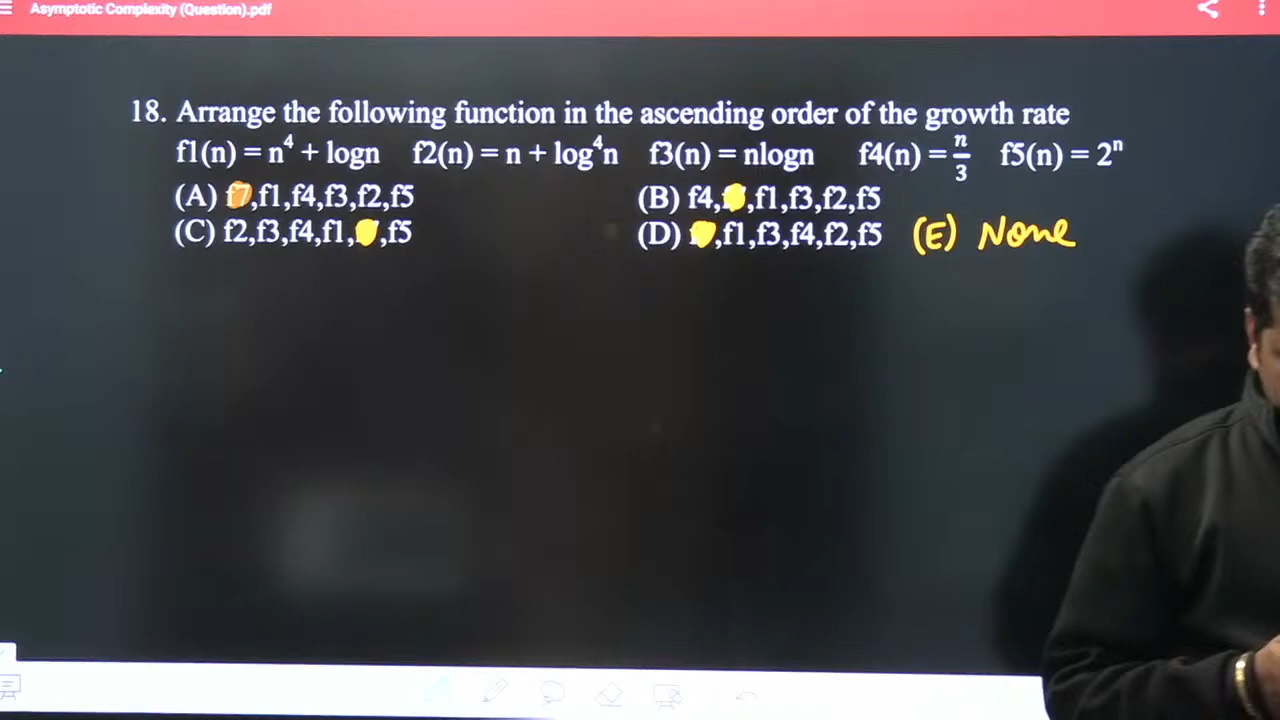 Asymptotic Complexity (Question).pdf
18. Arrange the following function in the ascending order of the growth rate
f1(n) = n⁴ + logn f2(n) = n + log⁴n f3(n) = nlogn f4(n) = n/3 f5(n) = 2ⁿ
(A) f7,f1,f4,f3,f2,f5 (B) f4, ,f1,f3,f2,f5
(C) f2,f3,f4,f1, ,f5 (D) ,f1,f3,f4,f2,f5 (E) None